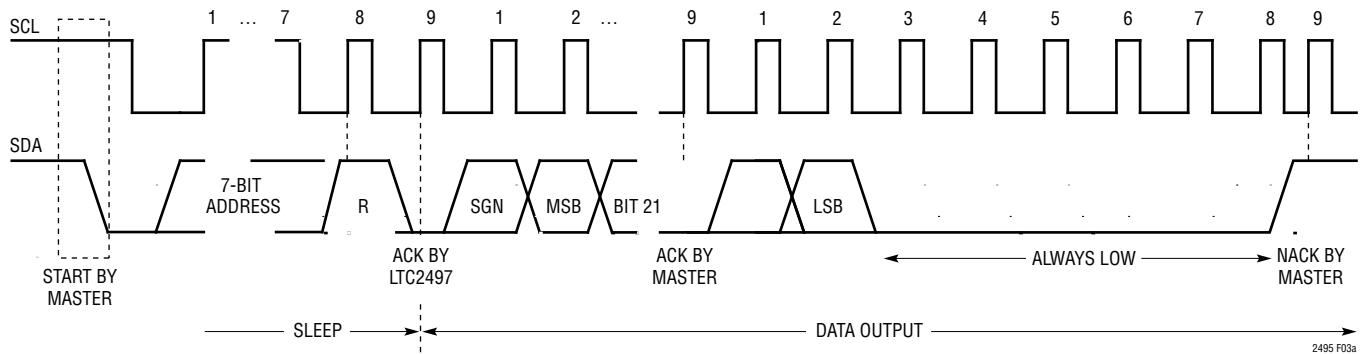 1 ... 7 8 9 1 2 ... 9 1 2 3 4 5 6 7 8 9
SCL
SDA
7-BIT
ADDRESS
R
SGN
MSB
BIT 21
LSB
START BY
MASTER
ACK BY
LTC2497
ACK BY
MASTER
ALWAYS LOW
NACK BY
MASTER
SLEEP
DATA OUTPUT
2495 F03a